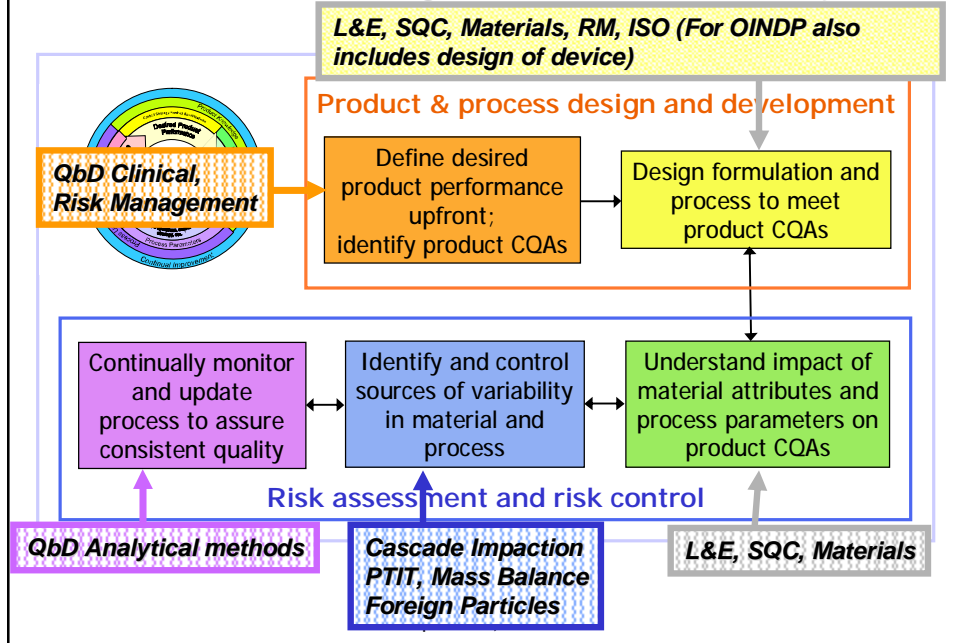 L&E, SQC, Materials, RM, ISO (For OINDP also
includes design of device)
Product & process design and development
Product Knowledge
Desired Product
Performance
Process Parameters
Continual Improvement
QbD Clinical,
Risk Management
Define desired
product performance
upfront;
identify product CQAs
Design formulation and
process to meet
product CQAs
Continually monitor
and update
process to assure
consistent quality
Identify and control
sources of variability
in material and
process
Understand impact of
material attributes and
process parameters on
product CQAs
Risk assessment and risk control
QbD Analytical methods
Cascade Impaction
PTIT, Mass Balance
Foreign Particles
L&E, SQC, Materials